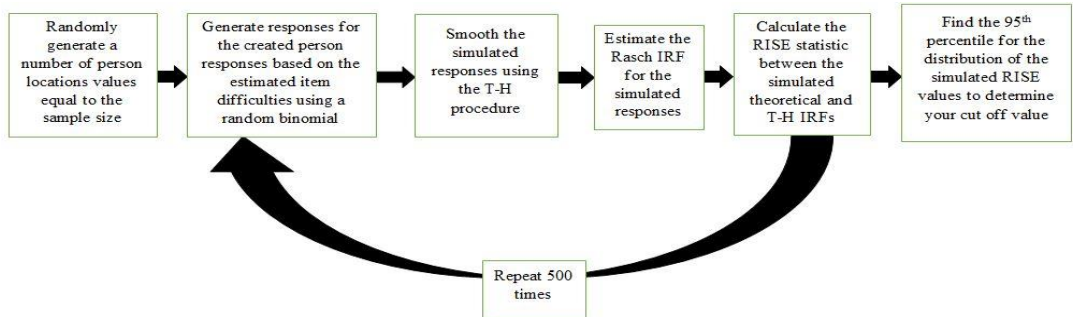 Randomly
generate a
number of person
locations values
equal to the
sample size
Generate responses for
the created person
responses based on the
estimated item
difficulties using a
random binomial
Smooth the
simulated
responses using
the T-H
procedure
Estimate the
Rasch IRF
for the
simulated
responses
Calculate the
RISE statistic
between the
simulated
theoretical and
T-H IRFs
Find the 95th
percentile for the
distribution of the
simulated RISE
values to determine
your cut off value
Repeat 500
times